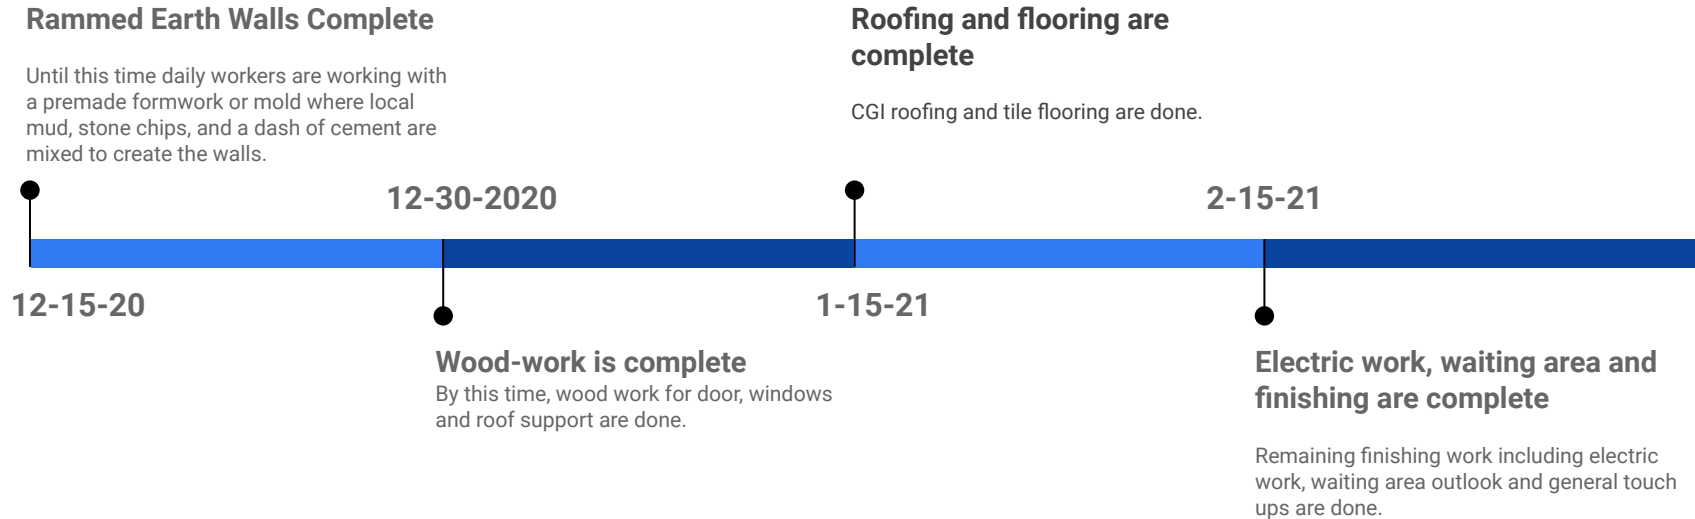 Rammed Earth Walls Complete
Until this time daily workers are working with
a premade formwork or mold where local
mud, stone chips, and a dash of cement are
mixed to create the walls.
12-15-20
12-30-2020
Wood-work is complete
By this time, wood work for door, windows
and roof support are done.
Roofing and flooring are
complete
CGI roofing and tile flooring are done.
1-15-21
2-15-21
Electric work, waiting area and
finishing are complete
Remaining finishing work including electric
work, waiting area outlook and general touch
ups are done.